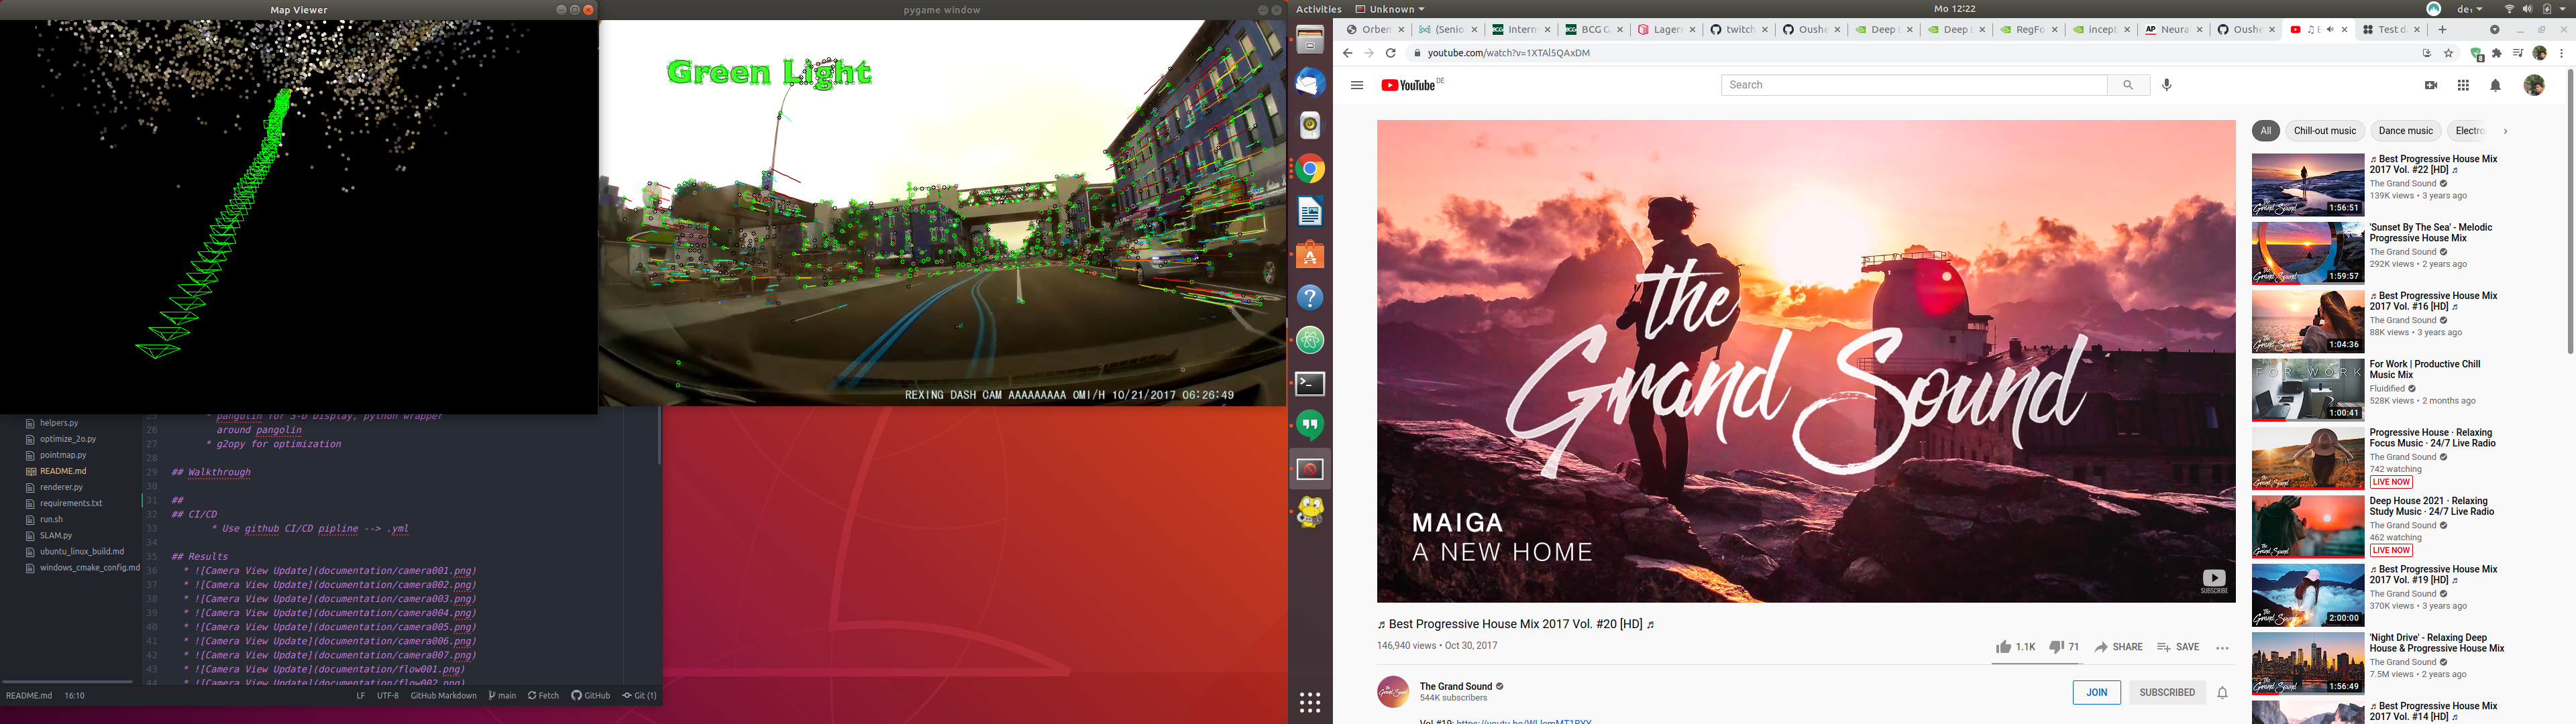 Map Viewer
pygame window
Green Light
REXING DASH CAM AAAAAAAAA OMI/H 10/21/2017 06:26:49
helpers.py
optimize_2o.py
pointmap.py
README.md
renderer.py
requirements.txt
run.sh
SLAM.py
ubuntu_linux_build.md
windows_cmake_config.md
25 * pangolin for 3-D Display, python wrapper
26 around pangolin
27 * g2opy for optimization
28
29 ## Walkthrough
30
31 ##
32 ## CI/CD
33 * Use github CI/CD pipline --> .yml
34
35 ## Results
36 * ![Camera View Update](documentation/camera001.png)
37 * ![Camera View Update](documentation/camera002.png)
38 * ![Camera View Update](documentation/camera003.png)
39 * ![Camera View Update](documentation/camera004.png)
40 * ![Camera View Update](documentation/camera005.png)
41 * ![Camera View Update](documentation/camera006.png)
42 * ![Camera View Update](documentation/camera007.png)
43 * ![Camera View Update](documentation/flow001.png)
44 * ![Camera View Update](documentation/flow002.png)
README.md 16:10 LF UTF-8 GitHub Markdown main Fetch GitHub Git (1)
Activities Unknown Mo 12:22 de₁
Orbem (Senio Intern BCG G Lagerr twitch Oushe Deep L Deep L RegFo incept Neura Oushe ♫ B Test d
youtube.com/watch?v=1XTAl5QAxDM
YouTube DE
Search
the
Grand Sound
MAIGA
A NEW HOME
SUBSCRIBE
♬ Best Progressive House Mix 2017 Vol. #20 [HD] ♬
146,940 views • Oct 30, 2017
1.1K 71 SHARE SAVE
The Grand Sound
544K subscribers
JOIN SUBSCRIBED
Vol #19:
All Chill-out music Dance music Electro
♬ Best Progressive House Mix
2017 Vol. #22 [HD] ♬
The Grand Sound
139K views • 3 years ago
1:56:51
'Sunset By The Sea' - Melodic
Progressive House Mix
The Grand Sound
292K views • 2 years ago
1:59:57
♬ Best Progressive House Mix
2017 Vol. #16 [HD] ♬
The Grand Sound
88K views • 3 years ago
1:04:36
For Work | Productive Chill
Music Mix
Fluidified
528K views • 2 months ago
FOR WORK
1:00:41
Progressive House · Relaxing
Focus Music · 24/7 Live Radio
The Grand Sound
742 watching
LIVE NOW
Deep House 2021 · Relaxing
Study Music · 24/7 Live Radio
The Grand Sound
462 watching
LIVE NOW
♬ Best Progressive House Mix
2017 Vol. #19 [HD] ♬
The Grand Sound
370K views • 3 years ago
2:00:00
'Night Drive' - Relaxing Deep
House & Progressive House Mix
The Grand Sound
7.5M views • 2 years ago
1:56:49
♬ Best Progressive House Mix
2017 Vol. #14 [HD] ♬